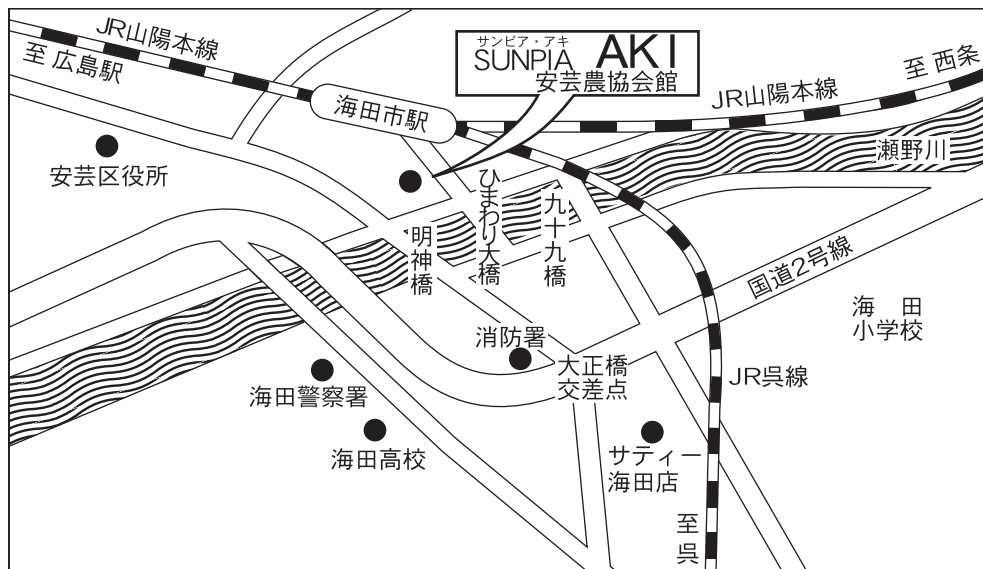 JR山陽本線
至 広島駅
サンピア・アキ
SUNPIA AKI
安芸農協会館
海田市駅
JR山陽本線
至 西条
瀬野川
安芸区役所
明神橋
ひまわり大橋
九十九橋
国道2号線
海田
小学校
消防署
大正橋
交差点
JR呉線
海田警察署
海田高校
サティー
海田店
至呉